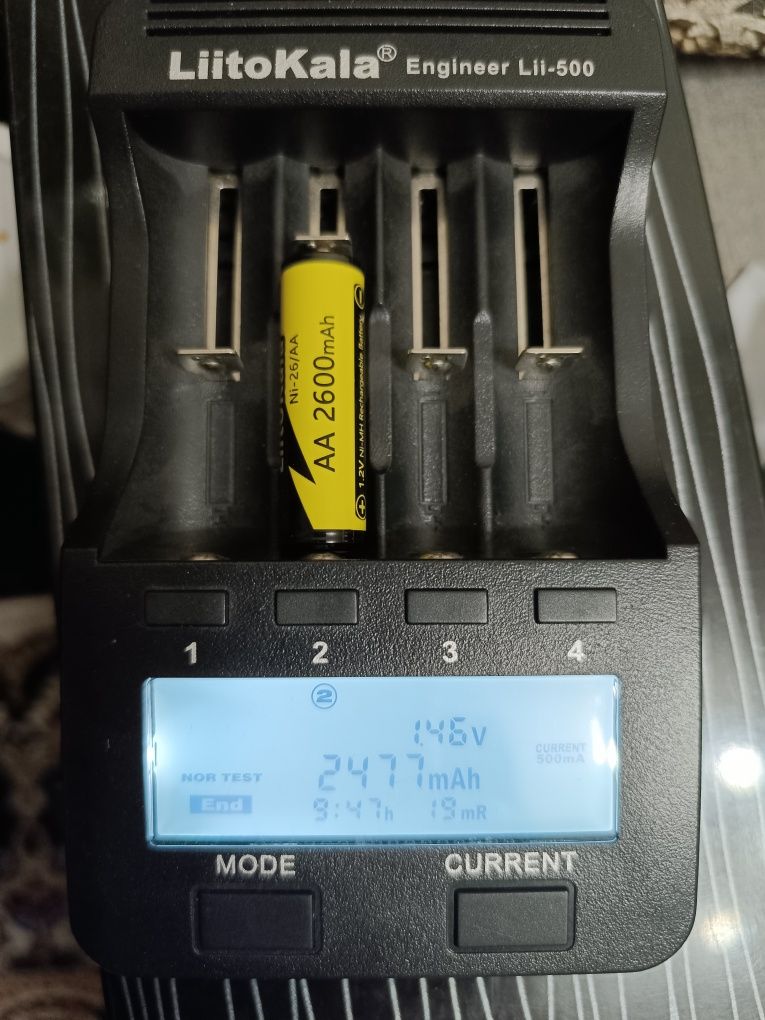 LiitoKala® Engineer Lii-500
Ni-26/AA
AA 2600mAh
1.2V Ni-MH Rechargeable Battery
1 2 3 4
2
1.46v
CURRENT
500mA
NOR TEST
2477mAh
End
9:47h 19mR
MODE CURRENT